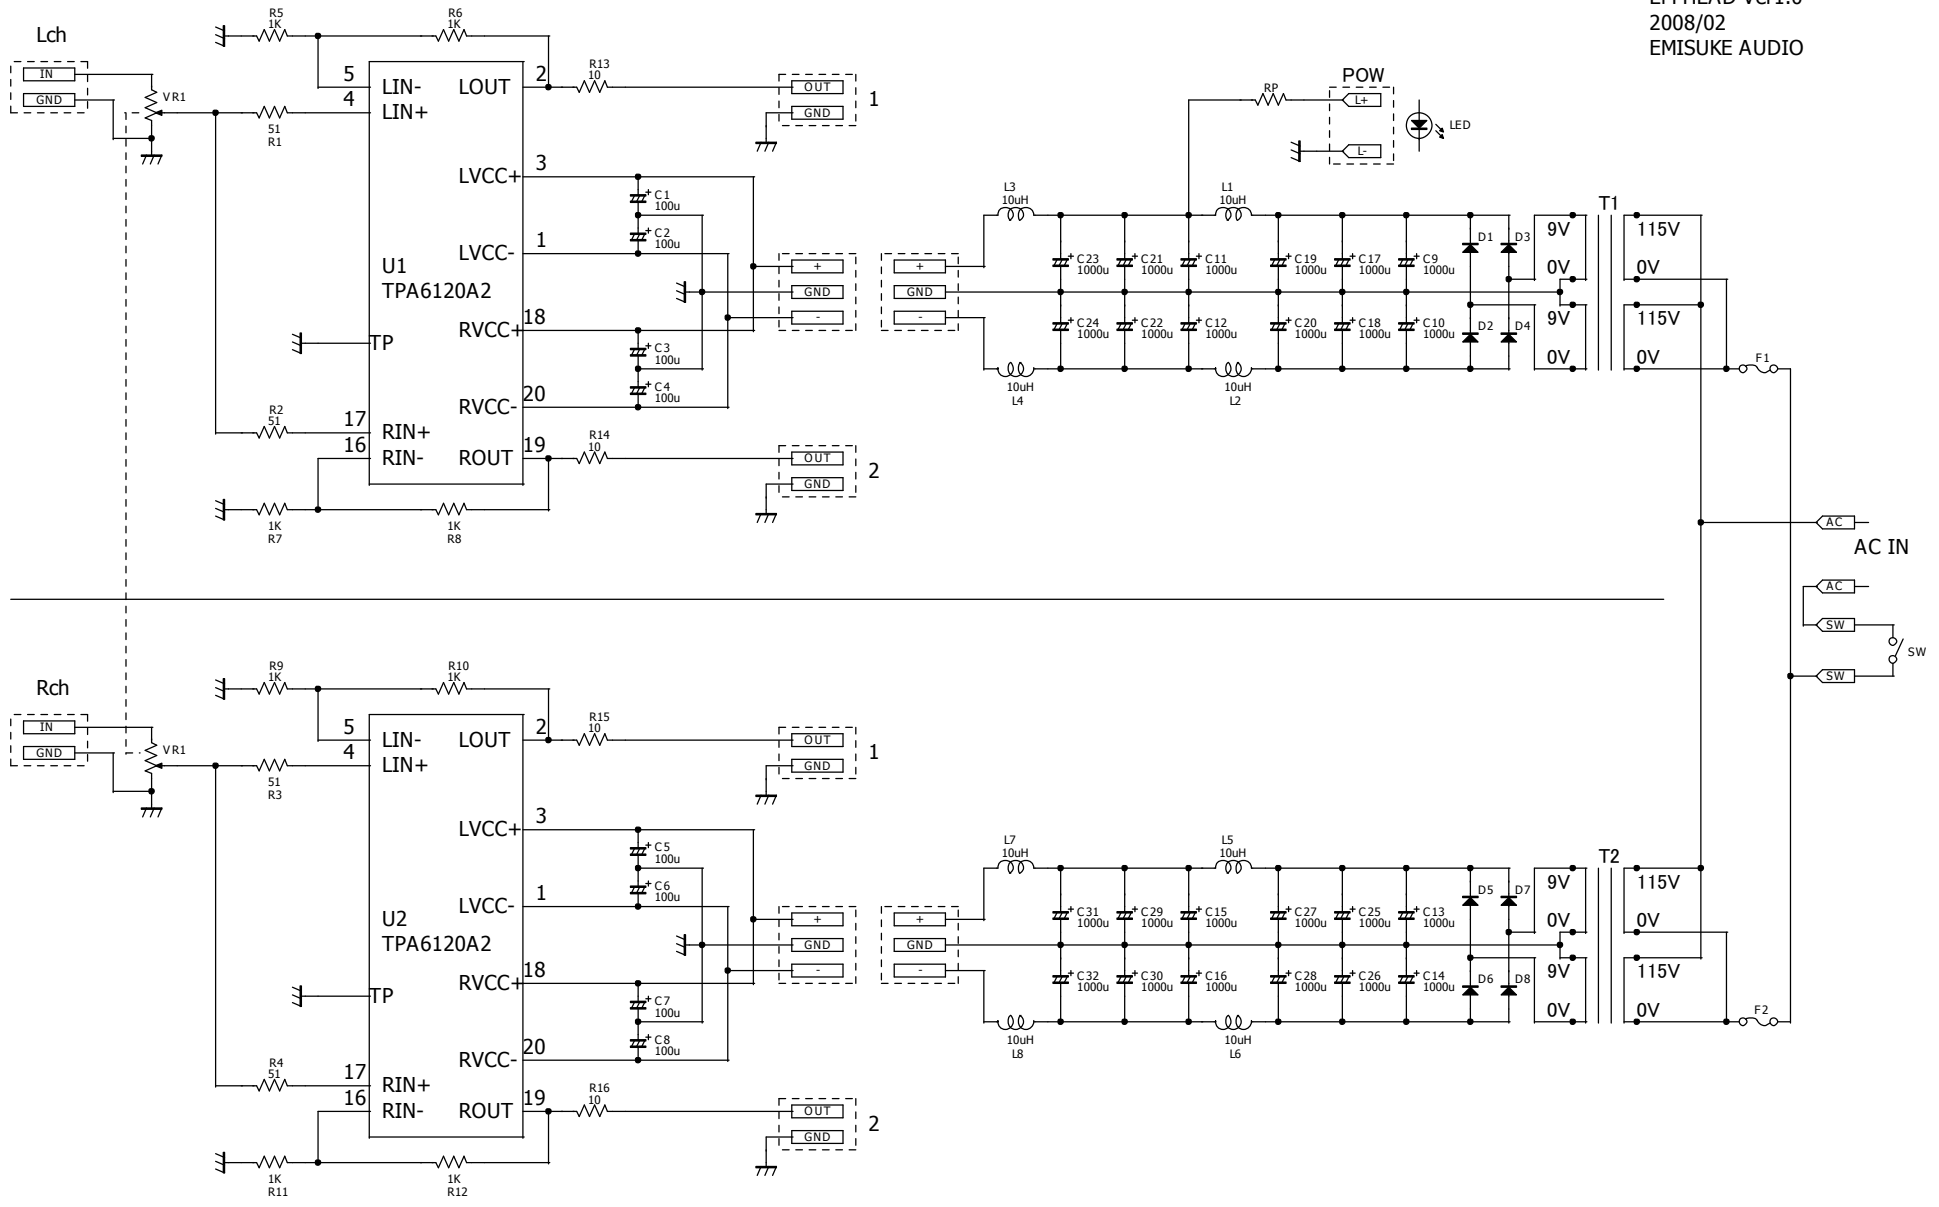 EMISUKE AUDIO
2008/02
Lch
IN
GND
VR1
R5
1K
R6
1K
51
R1
R2
51
1K
R7
1K
R8
5
4
LIN-
LIN+
LOUT
2
LVCC+
3
LVCC-
1
U1
TPA6120A2
RVCC+
18
TP
RVCC-
20
17
16
RIN+
RIN-
ROUT
19
R13
10
R14
10
C1
100u
C2
100u
C3
100u
C4
100u
OUT
GND
1
+
GND
-
OUT
GND
2
+
GND
-
L3
10uH
L1
10uH
10uH
L4
10uH
L2
C23
1000u
C21
1000u
C11
1000u
C19
1000u
C17
1000u
C9
1000u
C24
1000u
C22
1000u
C12
1000u
C20
1000u
C18
1000u
C10
1000u
D1
D3
D2
D4
RP
POW
L+
L-
LED
T1
9V
0V
9V
0V
115V
0V
115V
0V
F1
AC
AC IN
AC
SW
SW
SW
Rch
IN
GND
VR1
R9
1K
R10
1K
51
R3
R4
51
1K
R11
1K
R12
5
4
LIN-
LIN+
LOUT
2
LVCC+
3
LVCC-
1
U2
TPA6120A2
RVCC+
18
TP
RVCC-
20
17
16
RIN+
RIN-
ROUT
19
R15
10
R16
10
C5
100u
C6
100u
C7
100u
C8
100u
OUT
GND
1
+
GND
-
OUT
GND
2
+
GND
-
L7
10uH
L5
10uH
10uH
L8
10uH
L6
C31
1000u
C29
1000u
C15
1000u
C27
1000u
C25
1000u
C13
1000u
C32
1000u
C30
1000u
C16
1000u
C28
1000u
C26
1000u
C14
1000u
D5
D7
D6
D8
T2
9V
0V
9V
0V
115V
0V
115V
0V
F2